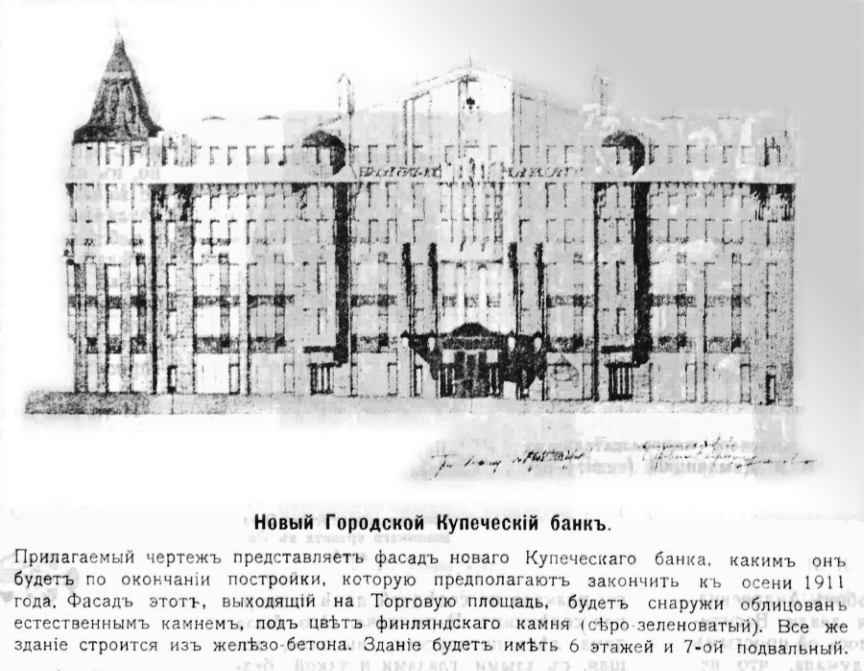 Новый Городской Купеческій банкъ.
Прилагаемый чертежъ представляетъ фасадъ новаго Купеческаго банка, какимъ онъ
будетъ по окончаніи постройки, которую предполагаютъ закончить къ осени 1911
года. Фасадъ этотъ, выходящій на Торговую площадь, будетъ снаружи облицованъ
естественнымъ камнемъ, подъ цвѣтъ финляндскаго камня (сѣро-зеленоватый). Все же
зданіе строится изъ желѣзо-бетона. Зданіе будетъ имѣть 6 этажей и 7-ой подвальный.